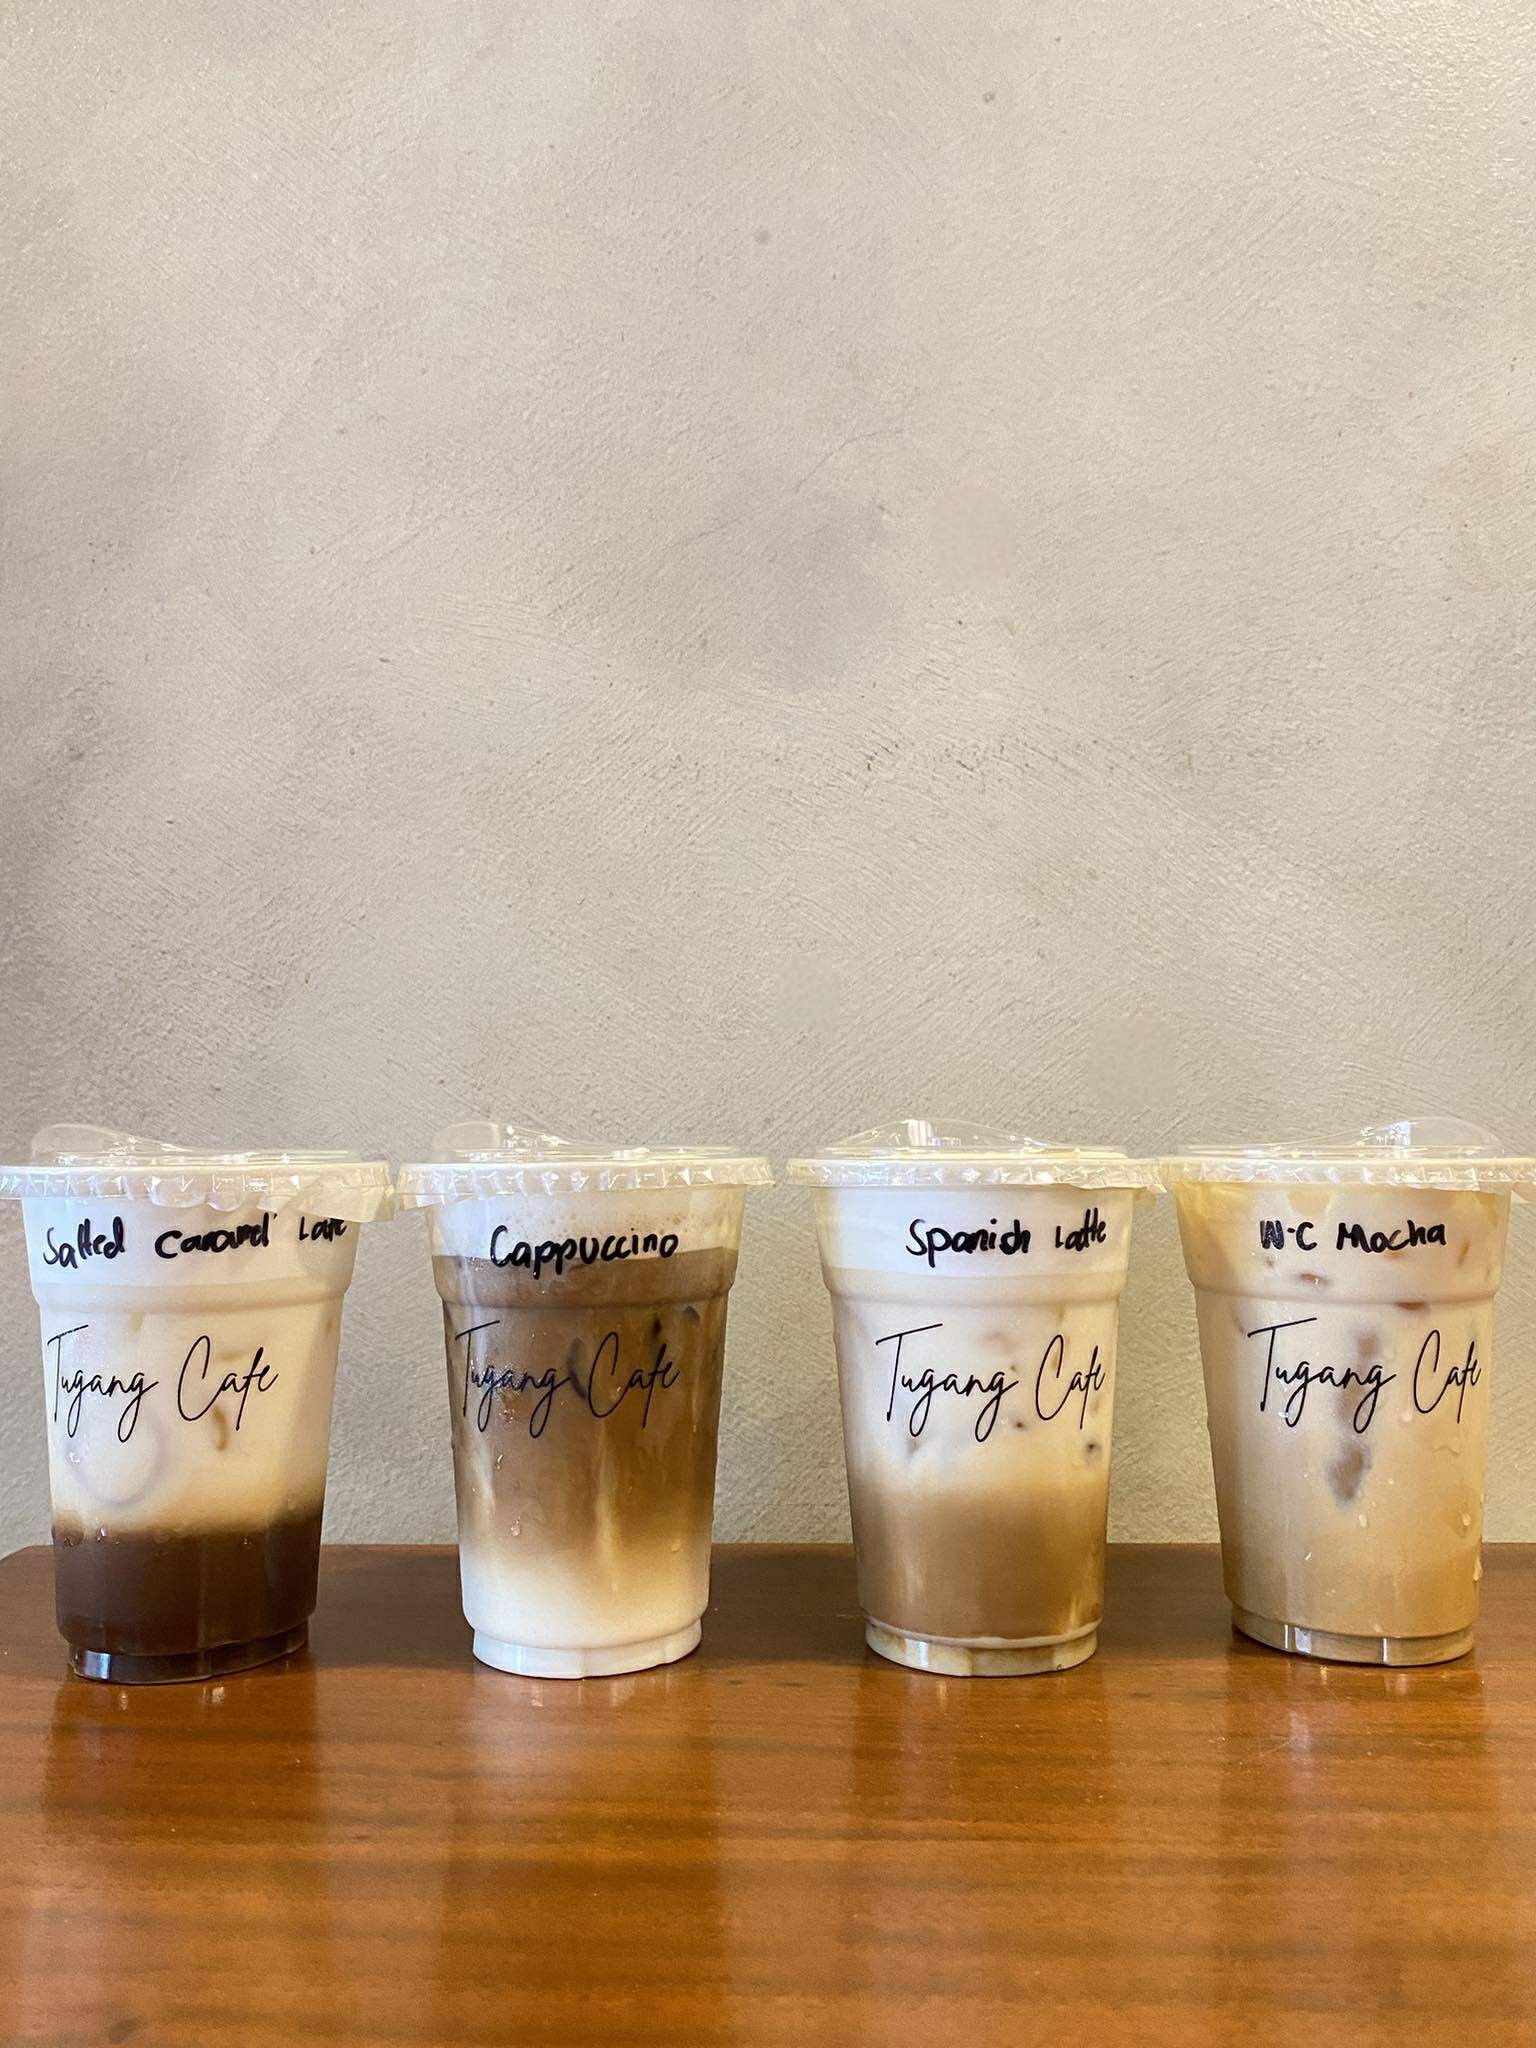 Salted Caramel Latte
Tugang Cafe
Cappuccino
Tugang Cafe
Spanish Latte
Tugang Cafe
W-C Mocha
Tugang Cafe